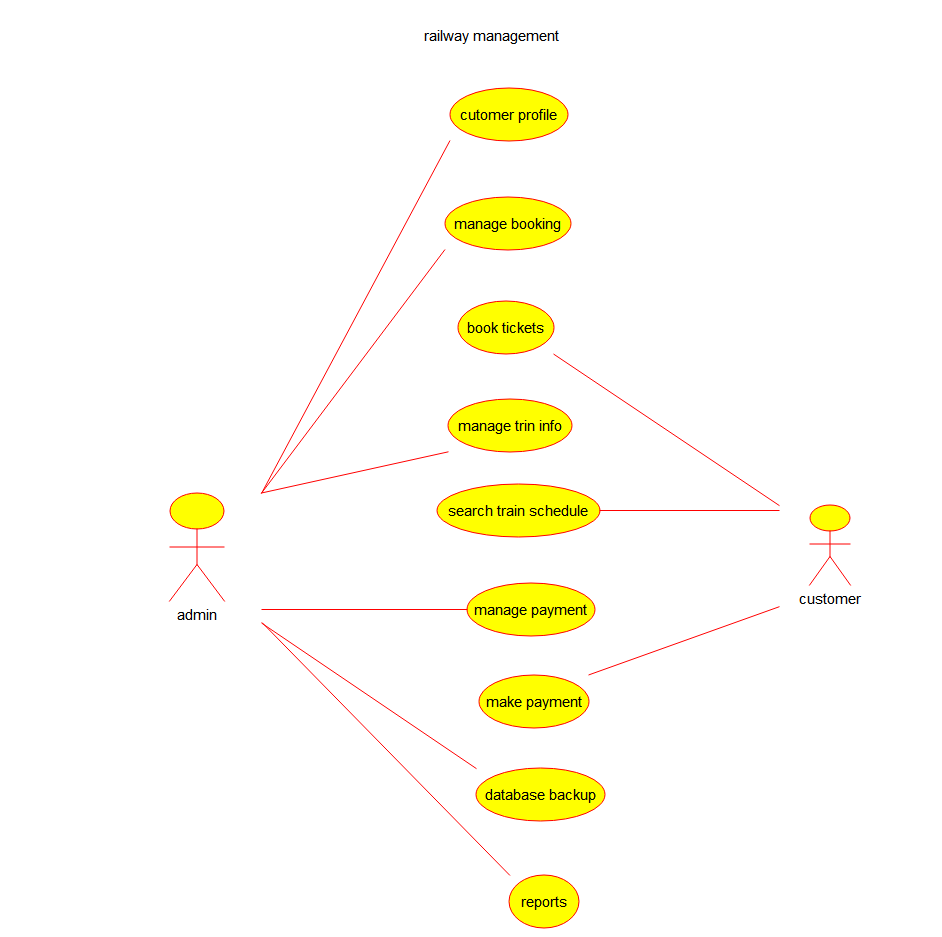 railway management
cutomer profile
manage booking
book tickets
manage trin info
search train schedule
admin
customer
manage payment
make payment
database backup
reports